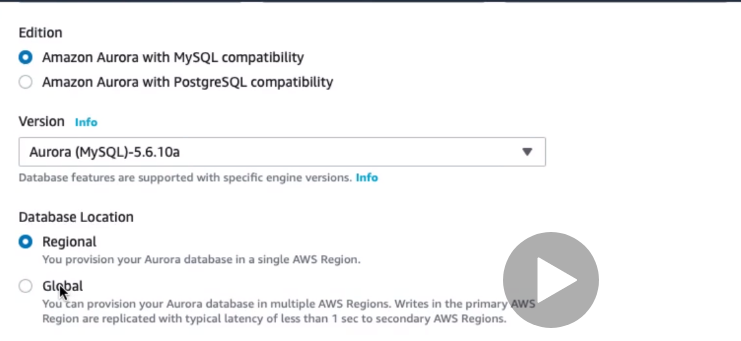 Edition
Amazon Aurora with MySQL compatibility
Amazon Aurora with PostgreSQL compatibility
Version Info
Aurora (MySQL)-5.6.10a
Database features are supported with specific engine versions. Info
Database Location
Regional
You provision your Aurora database in a single AWS Region.
Global
You can provision your Aurora database in multiple AWS Regions. Writes in the primary AWS
Region are replicated with typical latency of less than 1 sec to secondary AWS Regions.